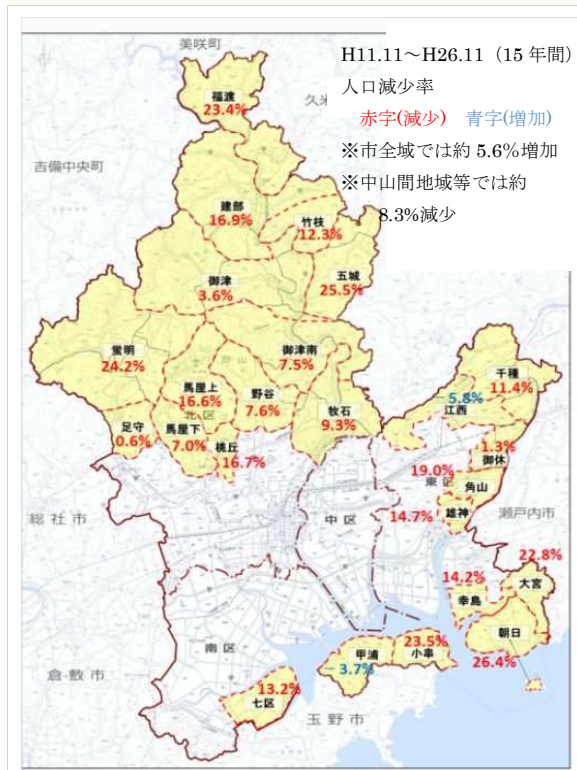 美咲町
H11.11～H26.11（15 年間）
人口減少率
赤字(減少)　青字(増加)
※市全域では約 5.6%増加
※中山間地域等では約
8.3%減少
福渡
23.4%
久米
吉備中央町
建部
16.9%
竹枝
12.3%
御津
3.6%
五城
25.5%
蛍明
24.2%
御津南
7.5%
馬屋上
16.6%
北区
野谷
7.6%
牧石
9.3%
千種
11.4%
5.8%
江西
足守
0.6%
馬屋下
7.0%
桃丘
16.7%
1.3%
御休
19.0%
東区
角山
総社市
中区
14.7%
雄神
瀬戸内市
22.8%
大宮
14.2%
幸島
朝日
26.4%
南区
甲浦
3.7%
23.5%
小串
倉敷市
13.2%
七区
玉野市